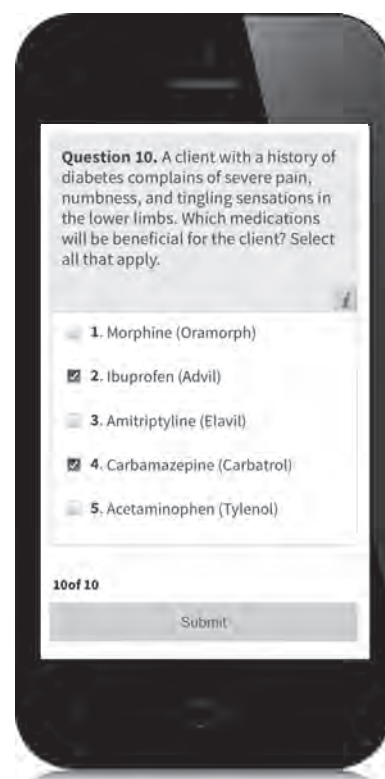 Question 10. A client with a history of
diabetes complains of severe pain,
numbness, and tingling sensations in
the lower limbs. Which medications
will be beneficial for the client? Select
all that apply.
i
1. Morphine (Oramorph)
2. Ibuprofen (Advil)
3. Amitriptyline (Elavil)
4. Carbamazepine (Carbatrol)
5. Acetaminophen (Tylenol)
10of 10
Submit